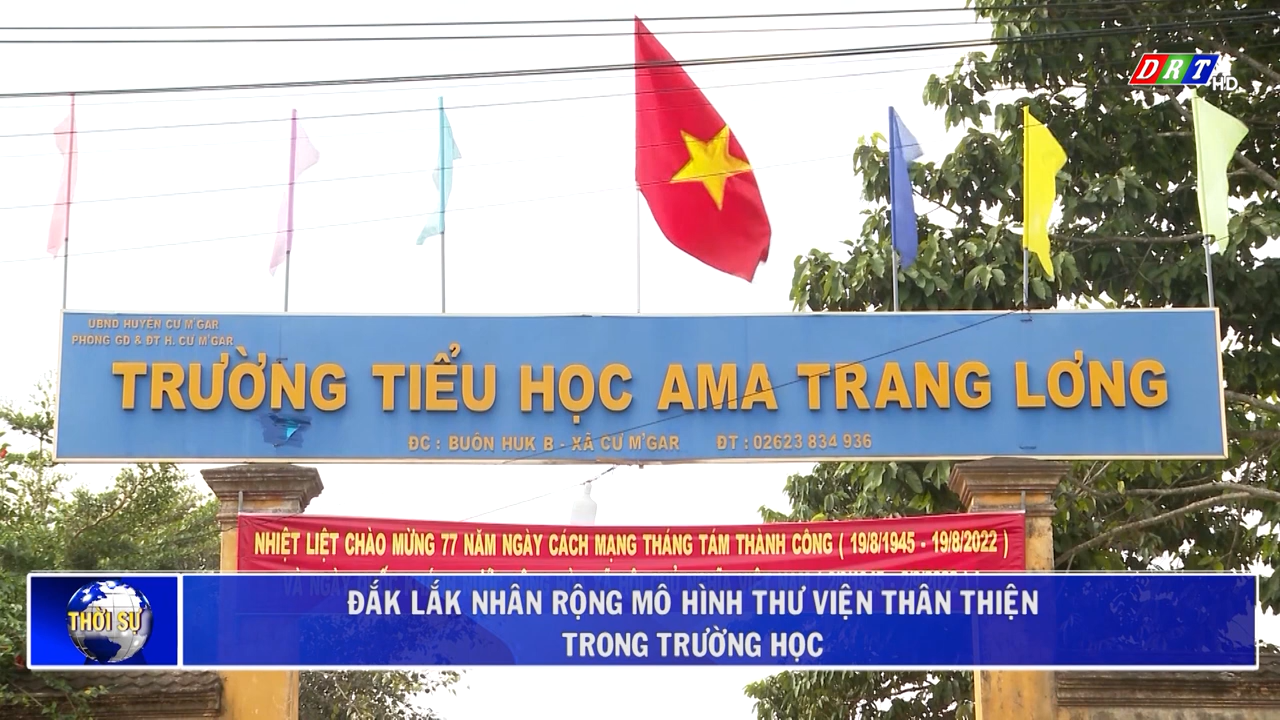 DRT HD
UBND HUYỆN CƯ M'GAR
PHÒNG GD & ĐT H. CƯ M'GAR
TRƯỜNG TIỂU HỌC AMA TRANG LƠNG
ĐC : BUÔN HUK B - XÃ CƯ M'GAR ĐT : 02623 834 936
NHIỆT LIỆT CHÀO MỪNG 77 NĂM NGÀY CÁCH MẠNG THÁNG TÁM THÀNH CÔNG ( 19/8/1945 - 19/8/2022 )
THỜI SỰ
ĐẮK LẮK NHÂN RỘNG MÔ HÌNH THƯ VIỆN THÂN THIỆN
TRONG TRƯỜNG HỌC